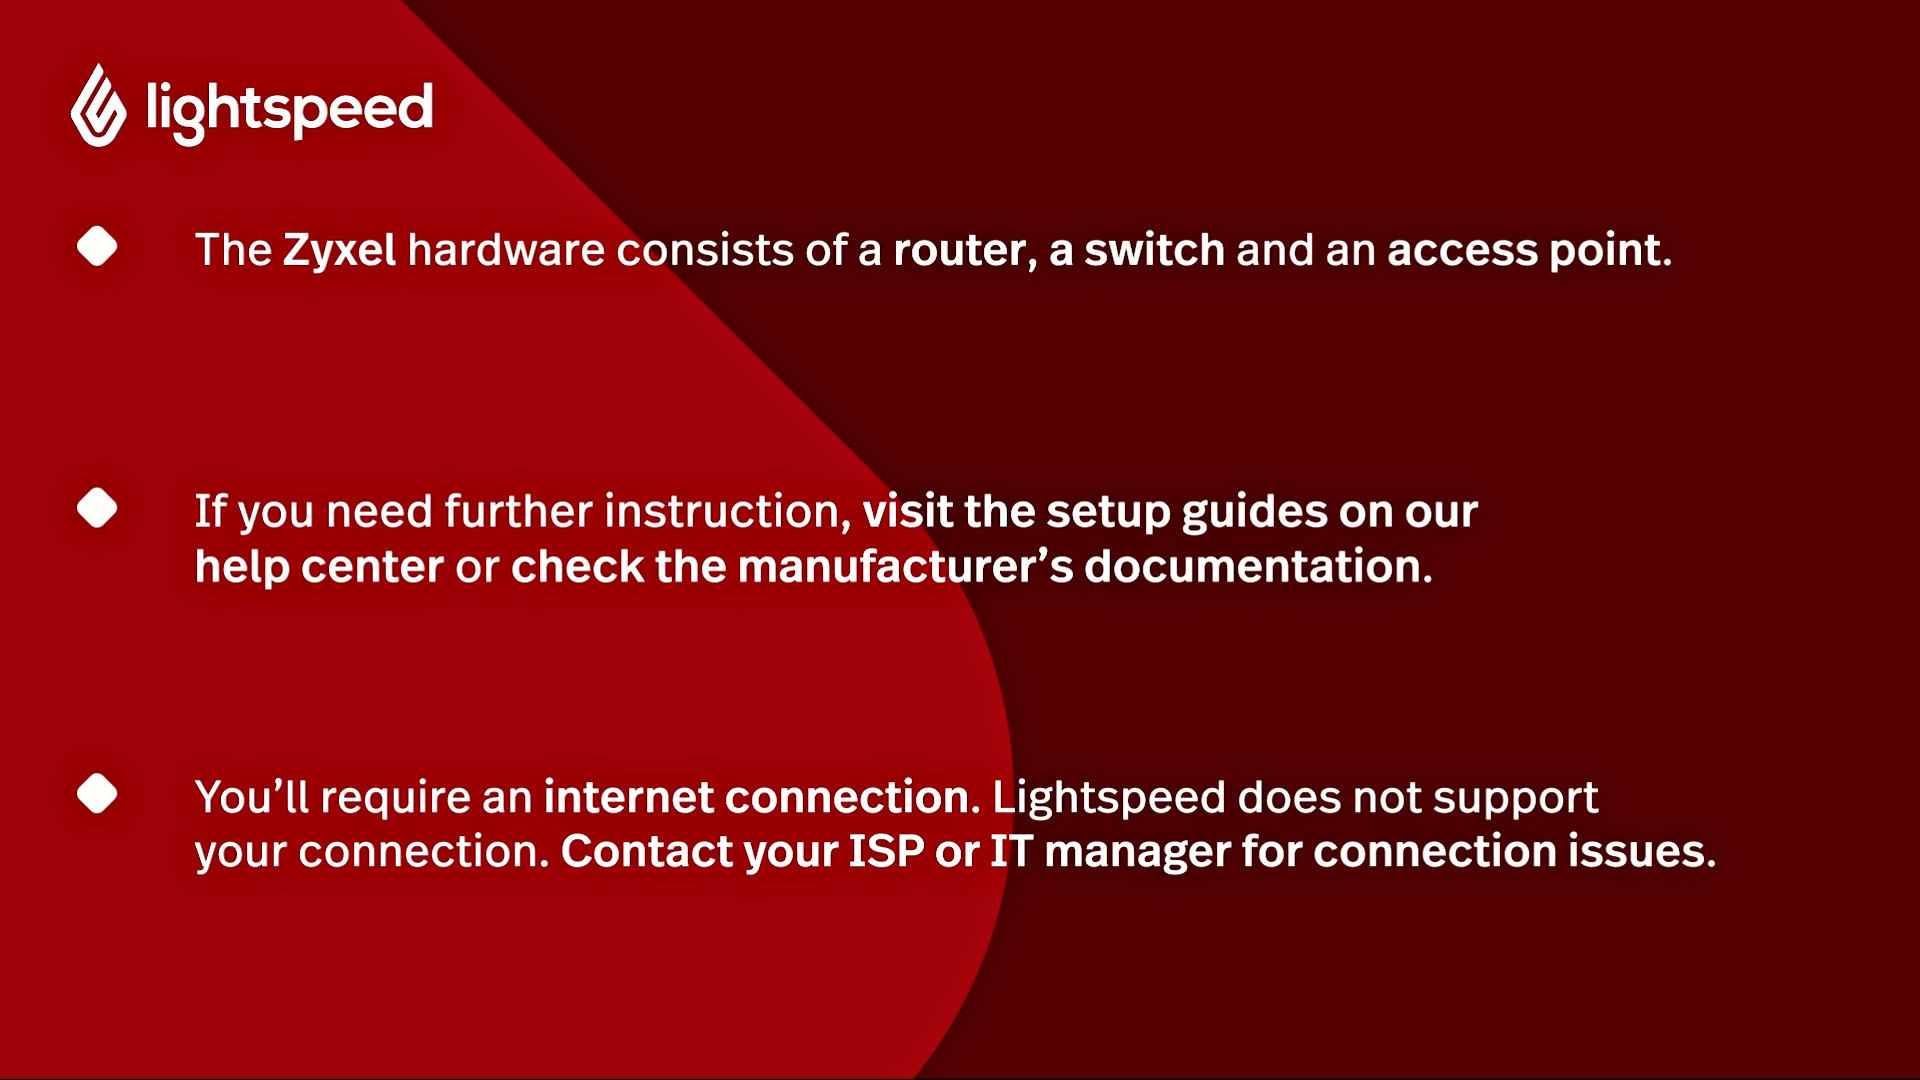 lightspeed
The Zyxel hardware consists of a router, a switch and an access point.
If you need further instruction, visit the setup guides on our
help center or check the manufacturer’s documentation.
You’ll require an internet connection. Lightspeed does not support
your connection. Contact your ISP or IT manager for connection issues.